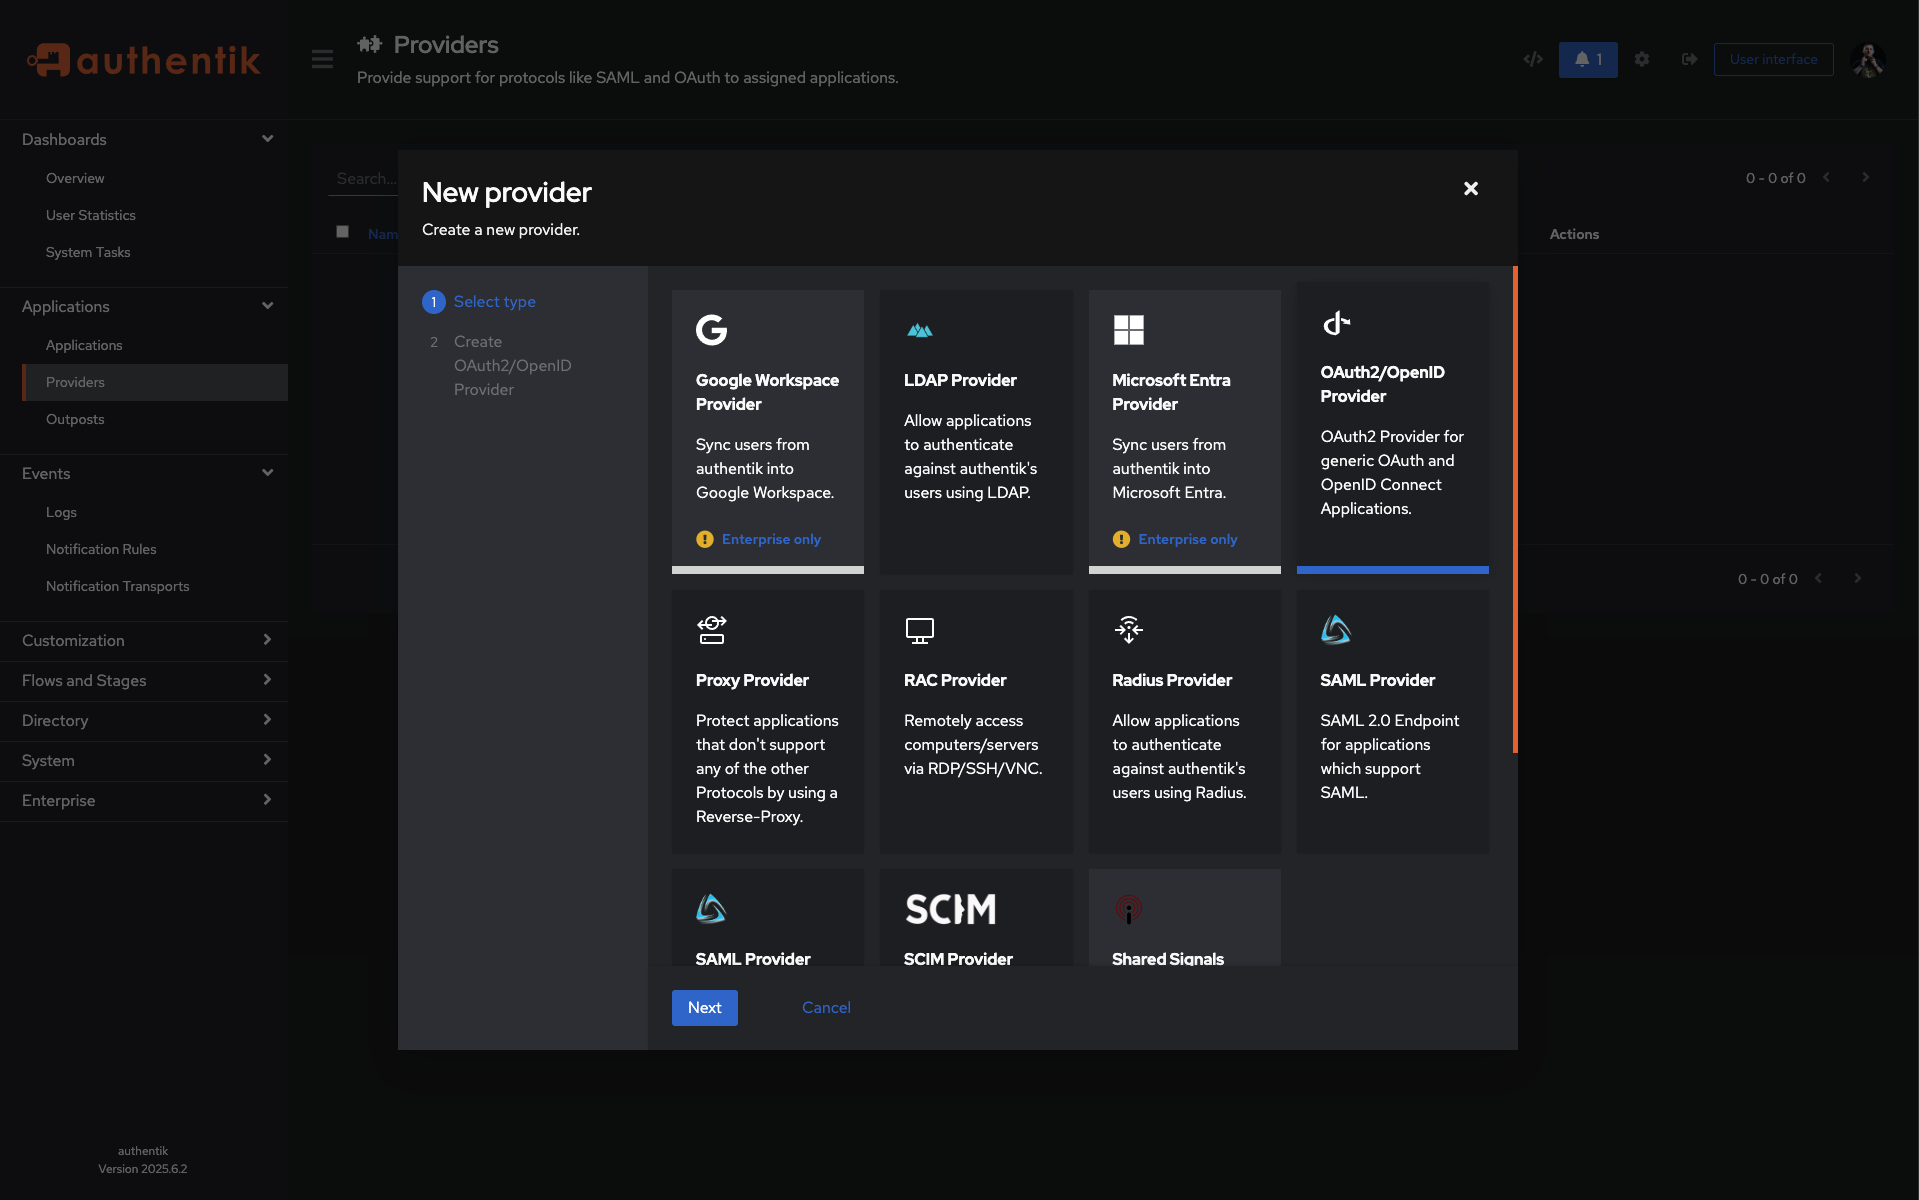 authentik
Providers
Provide support for protocols like SAML and OAuth to assigned applications.
1
User interface
Dashboards
Overview
User Statistics
System Tasks
Applications
Applications
Providers
Outposts
Events
Logs
Notification Rules
Notification Transports
Customization
Flows and Stages
Directory
System
Enterprise
authentik
Version 2025.6.2
Search...
0 - 0 of 0
Nam
Actions
0 - 0 of 0
New provider
Create a new provider.
1 Select type
2 Create
OAuth2/OpenID
Provider
Google Workspace
Provider
Sync users from
authentik into
Google Workspace.
Enterprise only
LDAP Provider
Allow applications
to authenticate
against authentik's
users using LDAP.
Microsoft Entra
Provider
Sync users from
authentik into
Microsoft Entra.
Enterprise only
OAuth2/OpenID
Provider
OAuth2 Provider for
generic OAuth and
OpenID Connect
Applications.
Proxy Provider
Protect applications
that don't support
any of the other
Protocols by using a
Reverse-Proxy.
RAC Provider
Remotely access
computers/servers
via RDP/SSH/VNC.
Radius Provider
Allow applications
to authenticate
against authentik's
users using Radius.
SAML Provider
SAML 2.0 Endpoint
for applications
which support
SAML.
SAML Provider
SCIM
SCIM Provider
Shared Signals
Next
Cancel